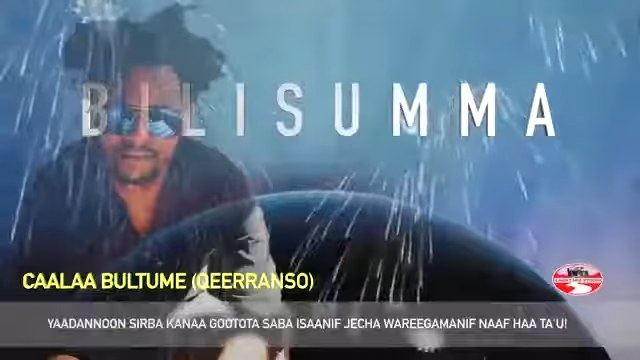 BILISUMMA
CAALAA BULTUME (QEERRANSO)
YAADANNOON SIRBA KANAA GOOTOTA SABA ISAANIF JECHA WAREEGAMANIF NAAF HAA TA'U!